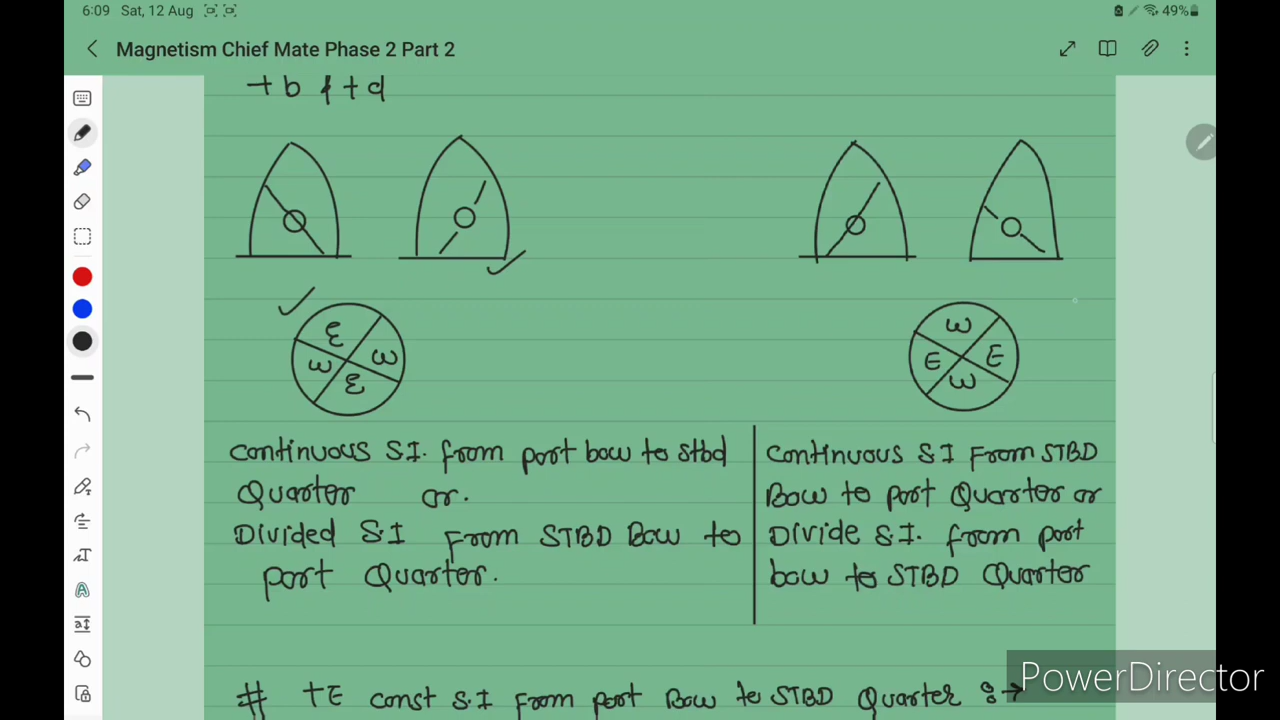 6:09 Sat, 12 Aug
49%
Magnetism Chief Mate Phase 2 Part 2
+b & +d
E
W W
E
W
E E
W
Continuous S.I. from port bow to stbd
Quarter or.
Divided S.I From STBD Bow to
port Quarter.
Continuous S I From STBD
Bow to port Quarter or
Divide S.I. from port
bow to STBD Quarter
# +E const S.I From port Bow to STBD Quarter :→
PowerDirector